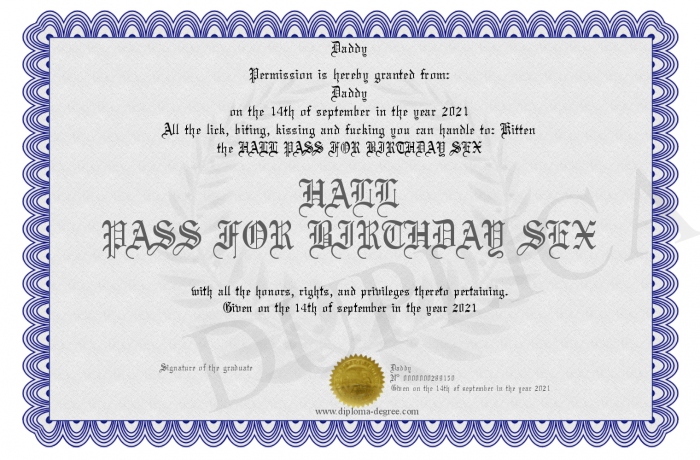 Daddy
Permission is hereby granted from:
Daddy
on the 14th of september in the year 2021
All the lick, biting, kissing and fucking you can handle to: Kitten
the HALL PASS FOR BIRTHDAY SEX
HALL
PASS FOR BIRTHDAY SEX
with all the honors, rights, and privileges thereto pertaining.
Given on the 14th of september in the year 2021
Signature of the graduate
Daddy
Nº 0000000288150
Given on the 14th of september in the year 2021
www.diploma-degree.com
DUPLICA